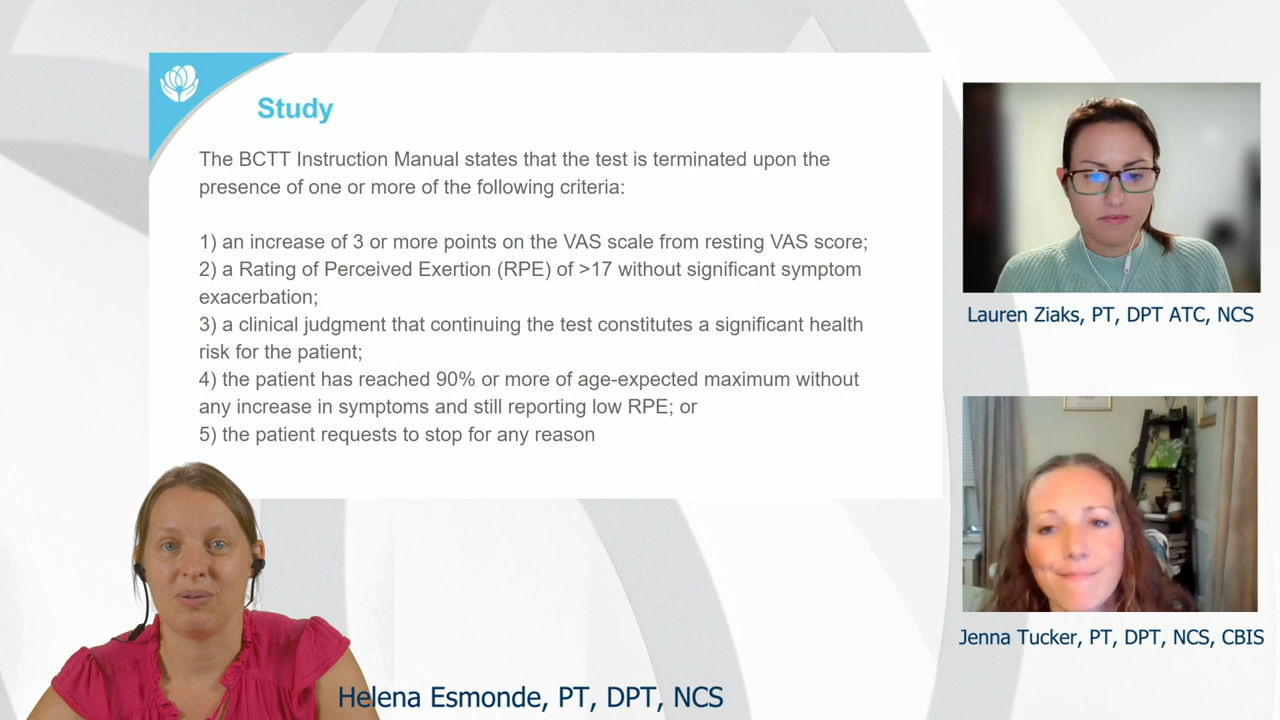 Study
The BCTT Instruction Manual states that the test is terminated upon the
presence of one or more of the following criteria:
1) an increase of 3 or more points on the VAS scale from resting VAS score;
2) a Rating of Perceived Exertion (RPE) of >17 without significant symptom
exacerbation;
3) a clinical judgment that continuing the test constitutes a significant health
risk for the patient;
4) the patient has reached 90% or more of age-expected maximum without
any increase in symptoms and still reporting low RPE; or
5) the patient requests to stop for any reason
Lauren Ziaks, PT, DPT ATC, NCS
Jenna Tucker, PT, DPT, NCS, CBIS
Helena Esmonde, PT, DPT, NCS